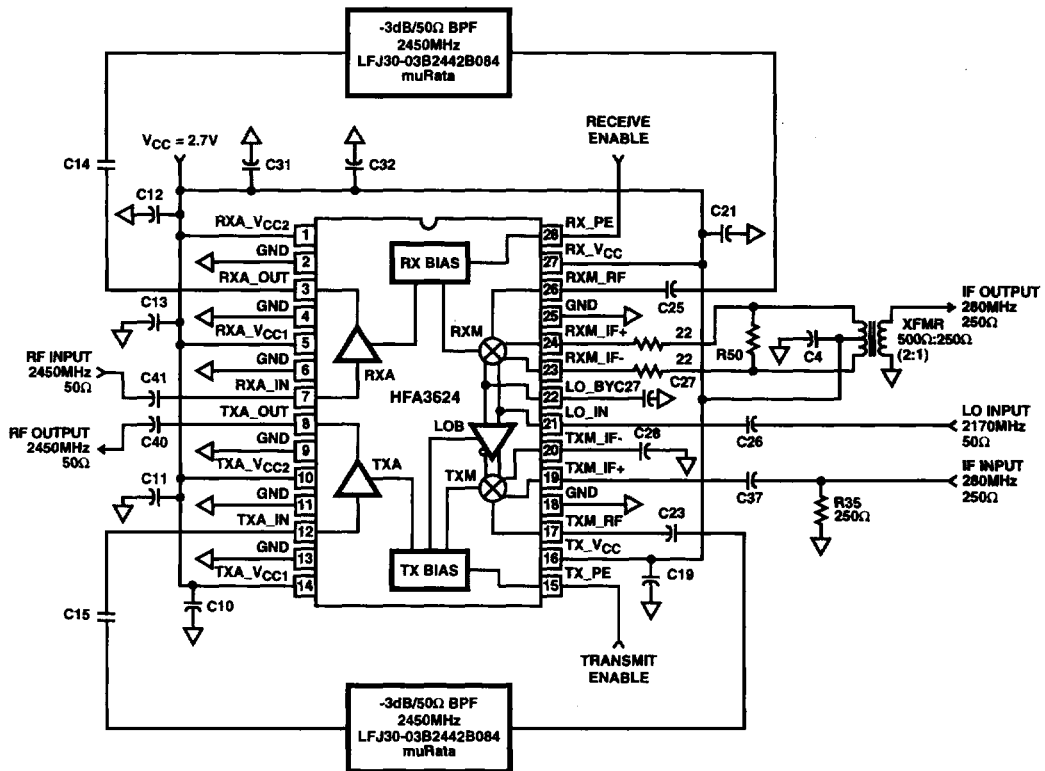 -3dB/50Ω BPF
2450MHz
LFJ30-03B2442B084
muRata
RECEIVE
ENABLE
VCC = 2.7V
C14
C31
C32
C12
C21
RXA_VCC2
1
28
RX_PE
GND
2
RX BIAS
27
RX_VCC
RXA_OUT
3
26
RXM_RF
C25
GND
4
25
GND
C13
RXA_VCC1
5
RXM
24
RXM_IF+
22
R50
C4
XFMR
500Ω:250Ω
(2:1)
IF OUTPUT
280MHz
250Ω
GND
6
RXA
23
RXM_IF-
22
C27
RF INPUT
2450MHz
50Ω
C41
RXA_IN
7
HFA3624
22
LO_BYC27
TXA_OUT
8
LOB
21
LO_IN
C26
LO INPUT
2170MHz
50Ω
RF OUTPUT
2450MHz
50Ω
C40
GND
9
TXA
20
TXM_IF-
C28
TXA_VCC2
10
TXM
19
TXM_IF+
C37
IF INPUT
280MHz
250Ω
R35
250Ω
C11
GND
11
18
GND
TXA_IN
12
17
TXM_RF
C23
GND
13
TX BIAS
16
TX_VCC
C19
TXA_VCC1
14
15
TX_PE
C10
C15
TRANSMIT
ENABLE
-3dB/50Ω BPF
2450MHz
LFJ30-03B2442B084
muRata